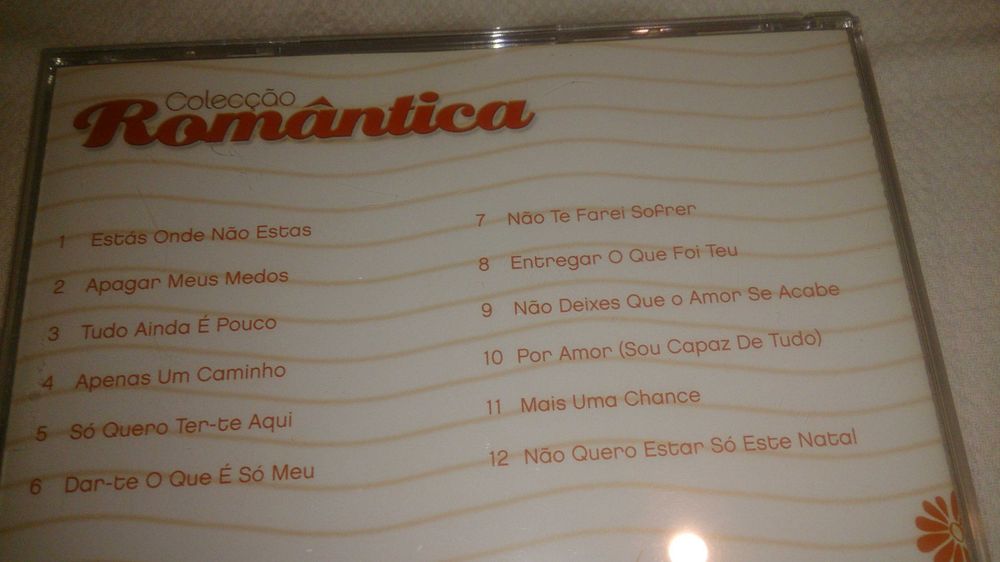 Colecção
Romântica
1 Estás Onde Não Estas
2 Apagar Meus Medos
3 Tudo Ainda É Pouco
4 Apenas Um Caminho
5 Só Quero Ter-te Aqui
6 Dar-te O Que É Só Meu
7 Não Te Farei Sofrer
8 Entregar O Que Foi Teu
9 Não Deixes Que o Amor Se Acabe
10 Por Amor (Sou Capaz De Tudo)
11 Mais Uma Chance
12 Não Quero Estar Só Este Natal